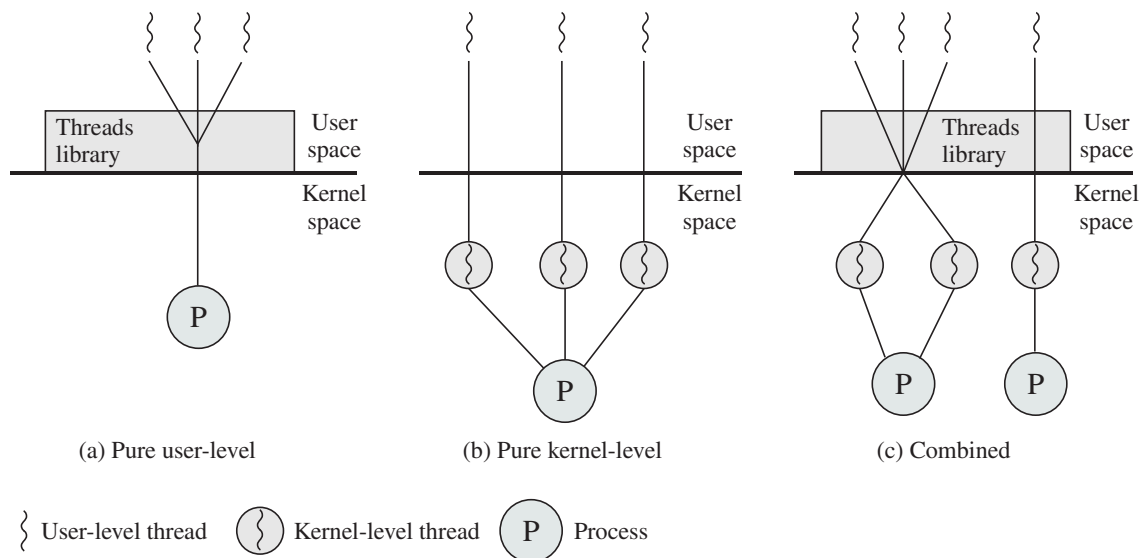 Threads
library
User
space
Kernel
space
P
(a) Pure user-level
User
space
Kernel
space
P
(b) Pure kernel-level
Threads
library
User
space
Kernel
space
P
P
(c) Combined
User-level thread
Kernel-level thread
P
Process